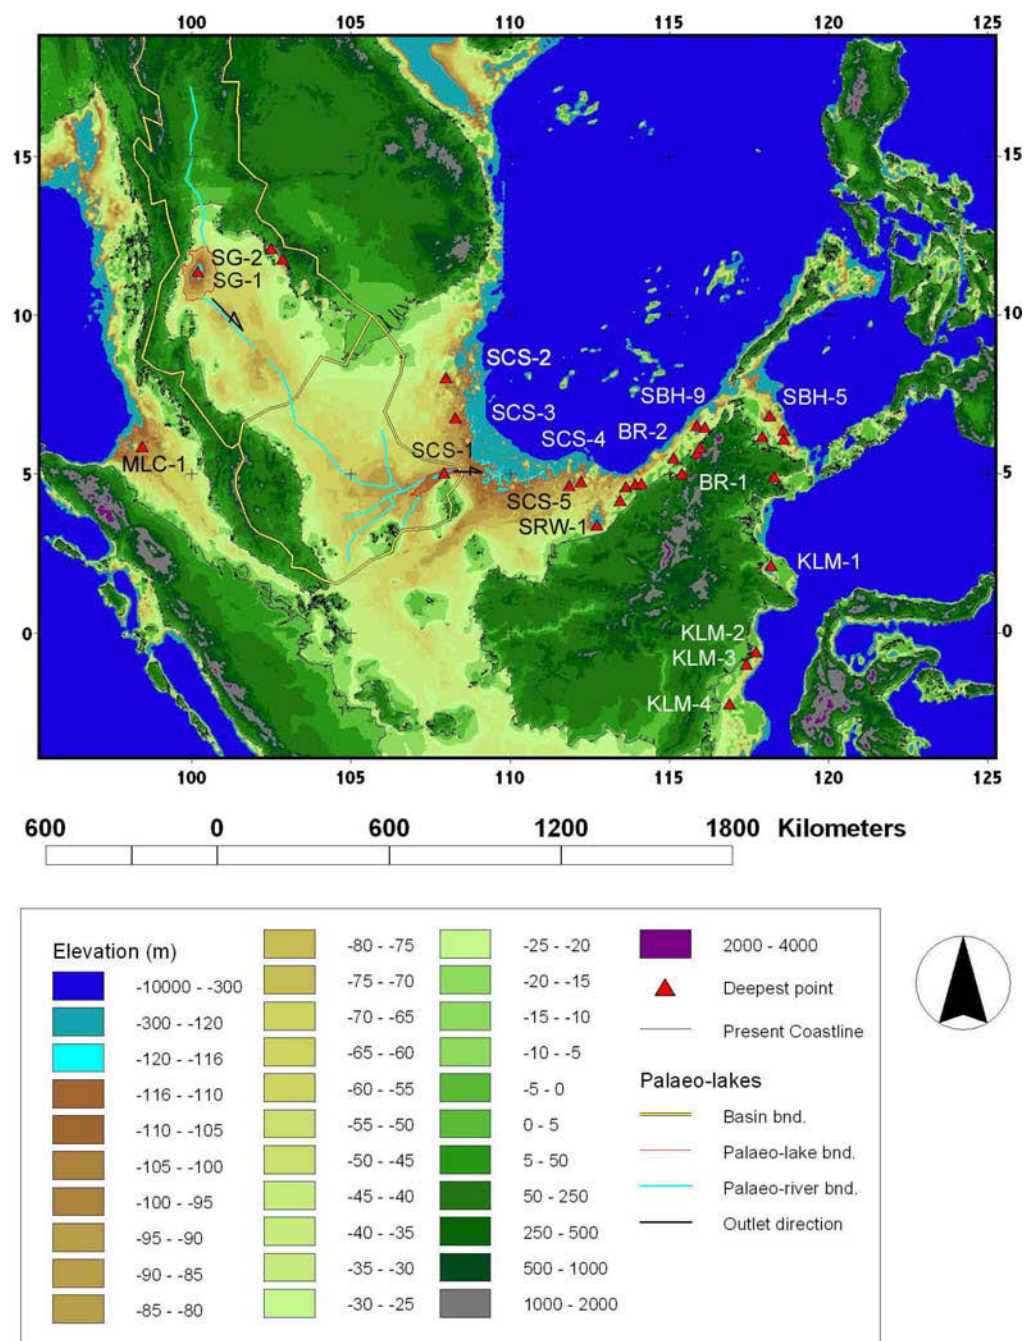 100 105 110 115 120 125
15 15
SG-2
SG-1
10 10
SCS-2
SBH-9 SBH-5
SCS-3
BR-2
SCS-4
SCS-1
MLC-1
5 5
BR-1
SCS-5
SRW-1
KLM-1
0 0
KLM-2
KLM-3
KLM-4
100 105 110 115 120 125
600 0 600 1200 1800 Kilometers
Elevation (m)
-10000 - -300
-300 - -120
-120 - -116
-116 - -110
-110 - -105
-105 - -100
-100 - -95
-95 - -90
-90 - -85
-85 - -80
-80 - -75
-75 - -70
-70 - -65
-65 - -60
-60 - -55
-55 - -50
-50 - -45
-45 - -40
-40 - -35
-35 - -30
-30 - -25
-25 - -20
-20 - -15
-15 - -10
-10 - -5
-5 - 0
0 - 5
5 - 50
50 - 250
250 - 500
500 - 1000
1000 - 2000
2000 - 4000
Deepest point
Present Coastline
Palaeo-lakes
Basin bnd.
Palaeo-lake bnd.
Palaeo-river bnd.
Outlet direction